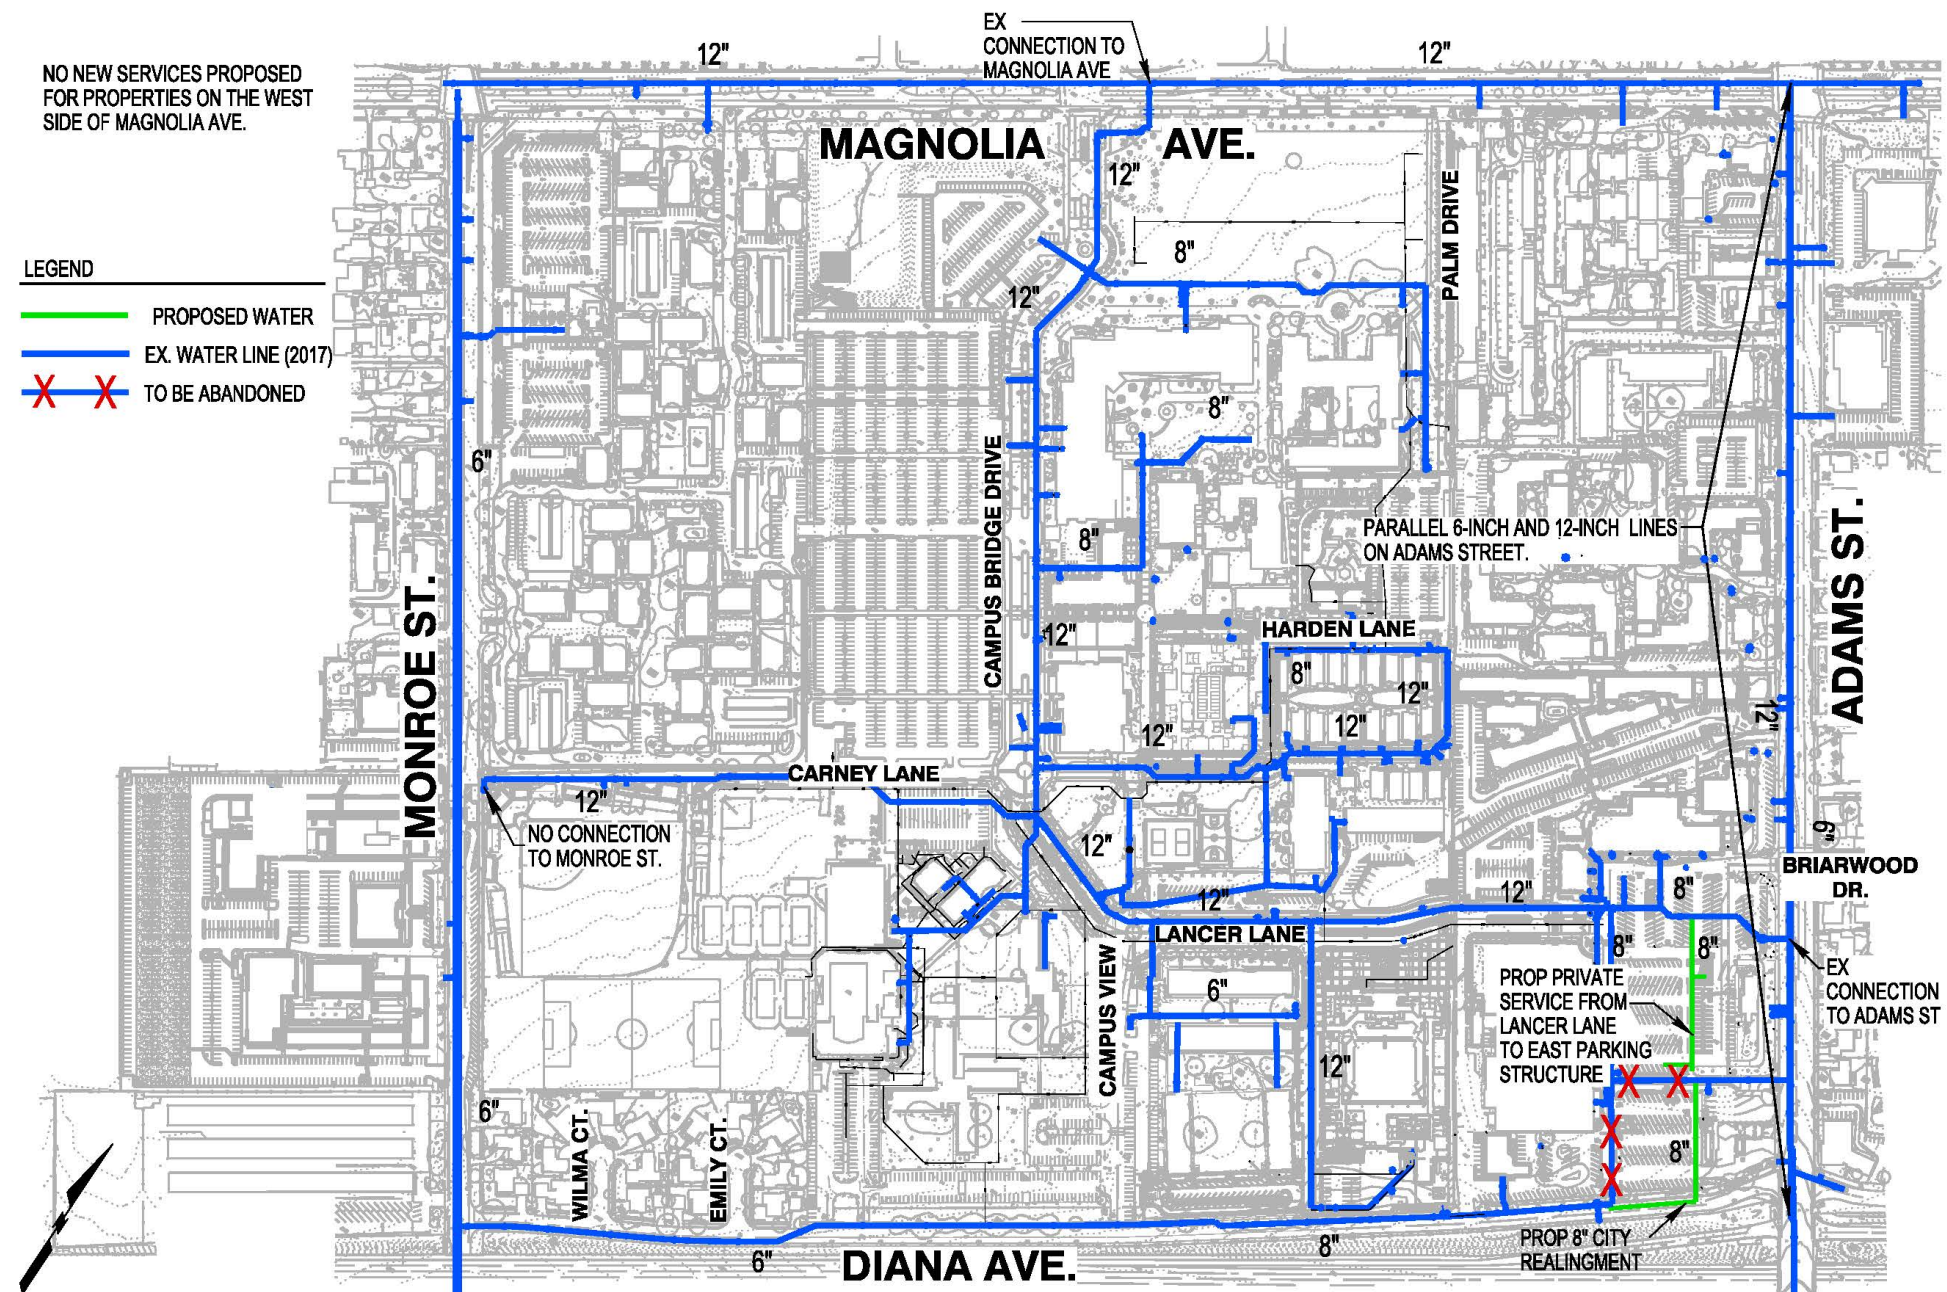 EX
CONNECTION TO
MAGNOLIA AVE
12"
12"
NO NEW SERVICES PROPOSED
FOR PROPERTIES ON THE WEST
SIDE OF MAGNOLIA AVE.
MAGNOLIA AVE.
12"
PALM DRIVE
8"
LEGEND
12"
PROPOSED WATER
EX. WATER LINE (2017)
X X TO BE ABANDONED
8"
6"
CAMPUS BRIDGE DRIVE
PARALLEL 6-INCH AND 12-INCH LINES
ON ADAMS STREET.
8"
ADAMS ST.
MONROE ST.
12"
HARDEN LANE
8"
12"
12"
12"
12"
CARNEY LANE
12"
NO CONNECTION
TO MONROE ST.
12"
6"
BRIARWOOD
DR.
12"
12"
8"
LANCER LANE
8"
8"
CAMPUS VIEW
6"
PROP PRIVATE
SERVICE FROM
LANCER LANE
TO EAST PARKING
STRUCTURE
EX
CONNECTION
TO ADAMS ST
12"
X X
6"
WILMA CT.
EMILY CT.
X
8"
X
PROP 8" CITY
REALINGMENT
6"
DIANA AVE.
8"